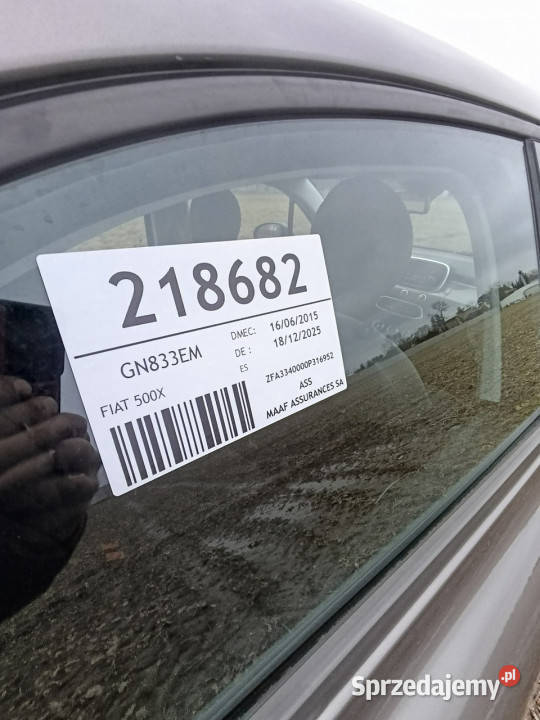 218682
GN833EM
DMEC: 16/06/2015
DE : 18/12/2025
ES
FIAT 500X
ZFA3340000P316952
ASS
MAAF ASSURANCES SA
Sprzedajemy.pl